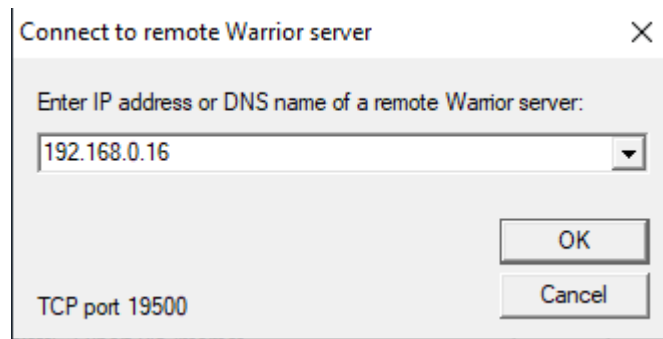 Connect to remote Warrior server
Enter IP address or DNS name of a remote Warrior server:
192.168.0.16
OK
Cancel
TCP port 19500